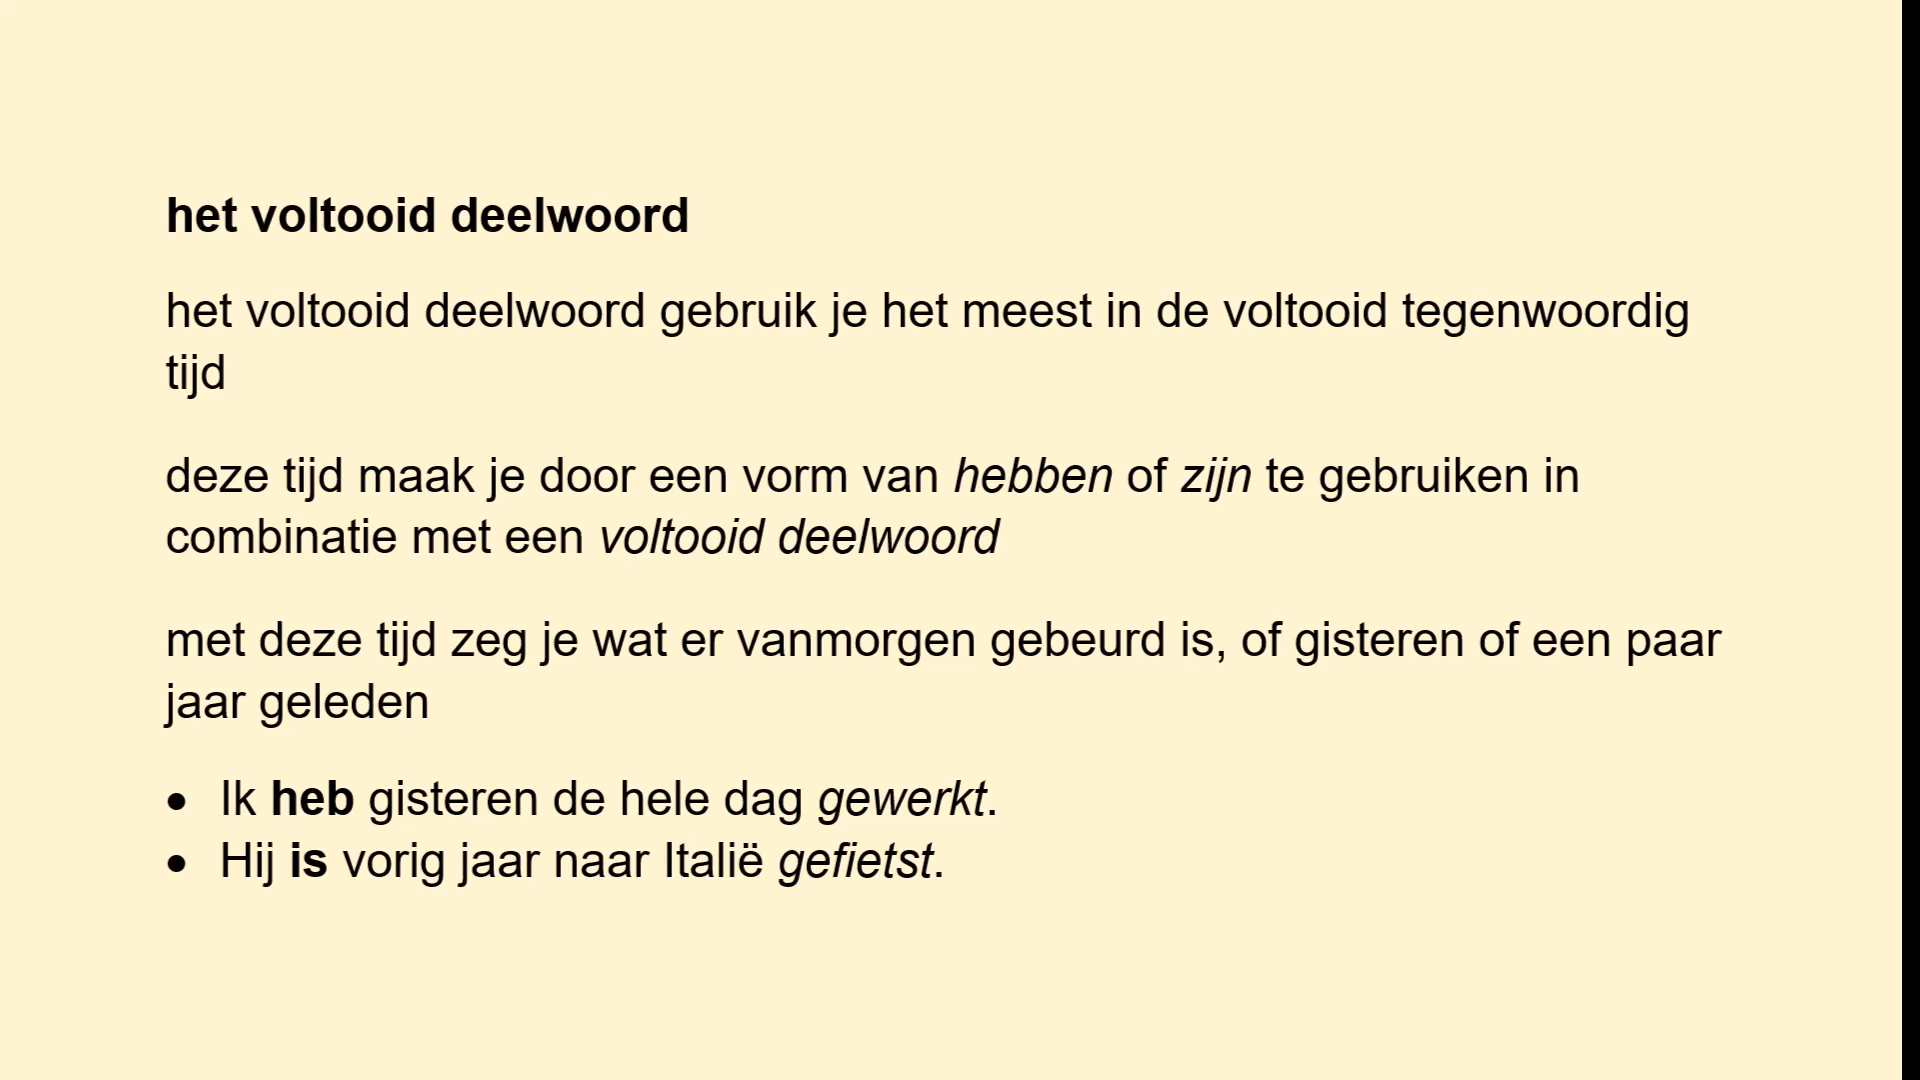 het voltooid deelwoord
het voltooid deelwoord gebruik je het meest in de voltooid tegenwoordig
tijd
deze tijd maak je door een vorm van hebben of zijn te gebruiken in
combinatie met een voltooid deelwoord
met deze tijd zeg je wat er vanmorgen gebeurd is, of gisteren of een paar
jaar geleden
• Ik heb gisteren de hele dag gewerkt.
• Hij is vorig jaar naar Italië gefietst.